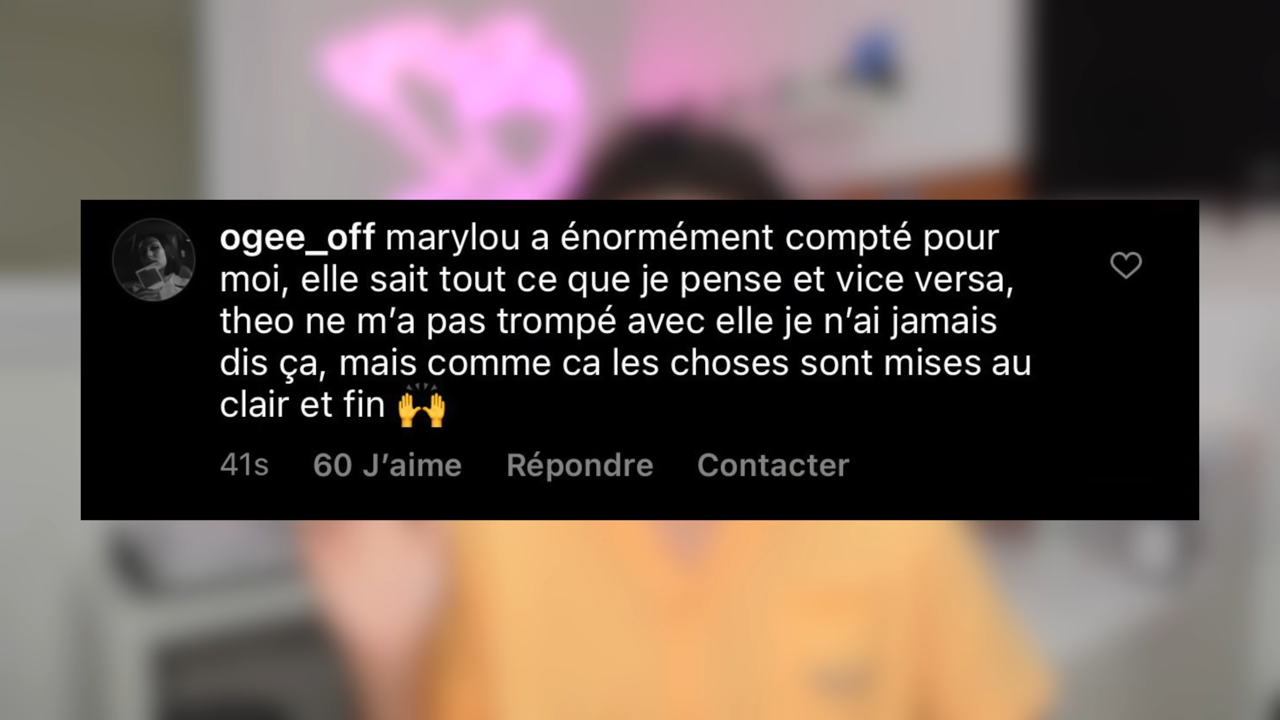 ogee_off marylou a énormément compté pour
moi, elle sait tout ce que je pense et vice versa,
theo ne m’a pas trompé avec elle je n’ai jamais
dis ça, mais comme ca les choses sont mises au
clair et fin 🙌
41s 60 J’aime Répondre Contacter